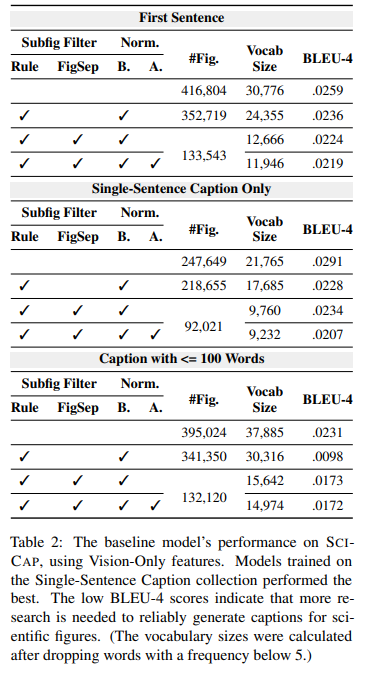 First Sentence
Subfig Filter Norm. #Fig. Vocab Size BLEU-4
Rule FigSep B. A.
416,804 30,776 .0259
✓ ✓ 352,719 24,355 .0236
✓ ✓ ✓ 133,543 12,666 .0224
✓ ✓ ✓ ✓ 11,946 .0219
Single-Sentence Caption Only
Subfig Filter Norm. #Fig. Vocab Size BLEU-4
Rule FigSep B. A.
247,649 21,765 .0291
✓ ✓ 218,655 17,685 .0228
✓ ✓ ✓ 92,021 9,760 .0234
✓ ✓ ✓ ✓ 9,232 .0207
Caption with <= 100 Words
Subfig Filter Norm. #Fig. Vocab Size BLEU-4
Rule FigSep B. A.
395,024 37,885 .0231
✓ ✓ 341,350 30,316 .0098
✓ ✓ ✓ 132,120 15,642 .0173
✓ ✓ ✓ ✓ 14,974 .0172
Table 2: The baseline model's performance on SCI-
CAP, using Vision-Only features. Models trained on
the Single-Sentence Caption collection performed the
best. The low BLEU-4 scores indicate that more re-
search is needed to reliably generate captions for sci-
entific figures. (The vocabulary sizes were calculated
after dropping words with a frequency below 5.)